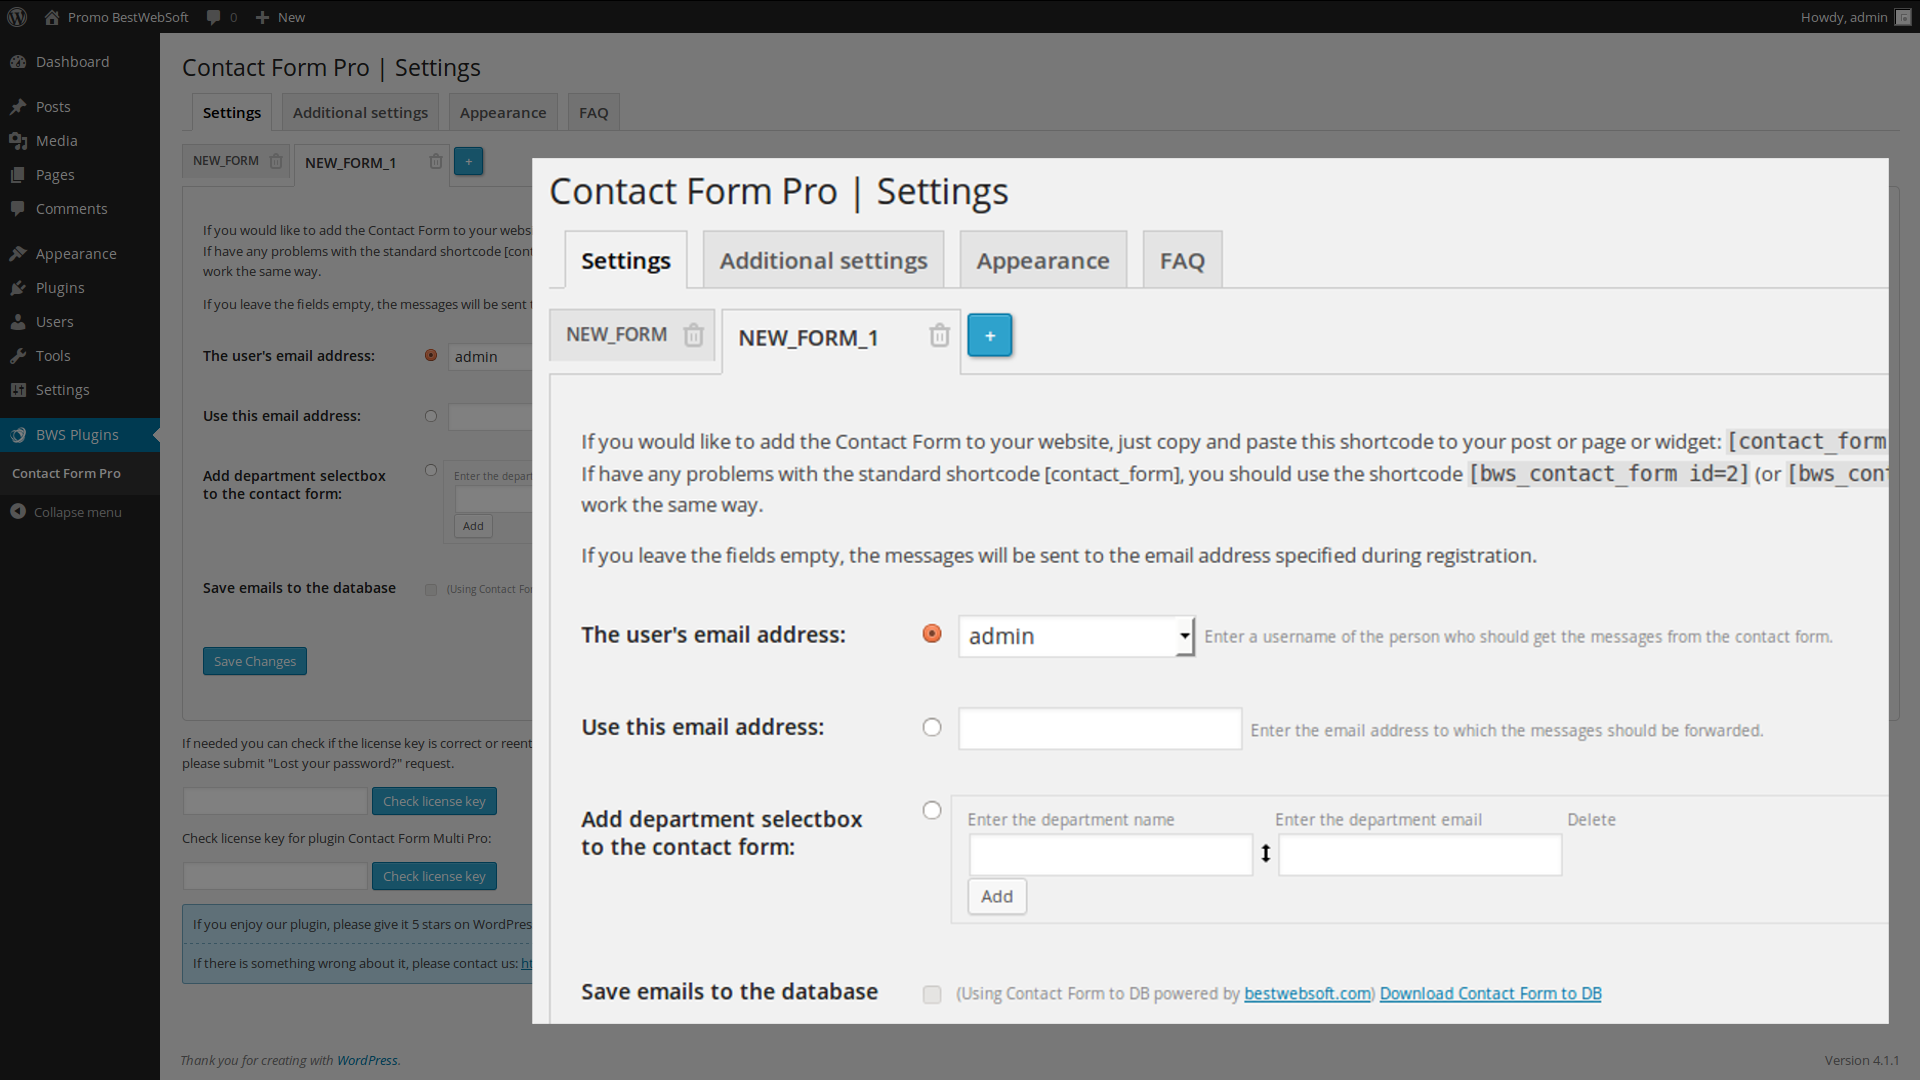 Promo BestWebSoft 0 New Howdy, admin
Dashboard
Posts
Media
Pages
Comments
Appearance
Plugins
Users
Tools
Settings
BWS Plugins
Contact Form Pro
Collapse menu
Contact Form Pro | Settings
Settings Additional settings Appearance FAQ
NEW_FORM NEW_FORM_1 +
If you would like to add the Contact Form to your webs
If have any problems with the standard shortcode [cont
work the same way.
If you leave the fields empty, the messages will be sent
The user's email address: admin
Use this email address:
Add department selectbox
to the contact form:
Enter the depart
Add
Save emails to the database (Using Contact For
Save Changes
If needed you can check if the license key is correct or reent
please submit "Lost your password?" request.
Check license key
Check license key for plugin Contact Form Multi Pro:
Check license key
If you enjoy our plugin, please give it 5 stars on WordPres
If there is something wrong about it, please contact us: ht
Thank you for creating with WordPress. Version 4.1.1
Contact Form Pro | Settings
Settings Additional settings Appearance FAQ
NEW_FORM NEW_FORM_1 +
If you would like to add the Contact Form to your website, just copy and paste this shortcode to your post or page or widget: [contact_form
If have any problems with the standard shortcode [contact_form], you should use the shortcode [bws_contact_form id=2] (or [bws_cont
work the same way.
If you leave the fields empty, the messages will be sent to the email address specified during registration.
The user's email address: admin Enter a username of the person who should get the messages from the contact form.
Use this email address: Enter the email address to which the messages should be forwarded.
Add department selectbox
to the contact form:
Enter the department name Enter the department email Delete
Add
Save emails to the database (Using Contact Form to DB powered by bestwebsoft.com) Download Contact Form to DB